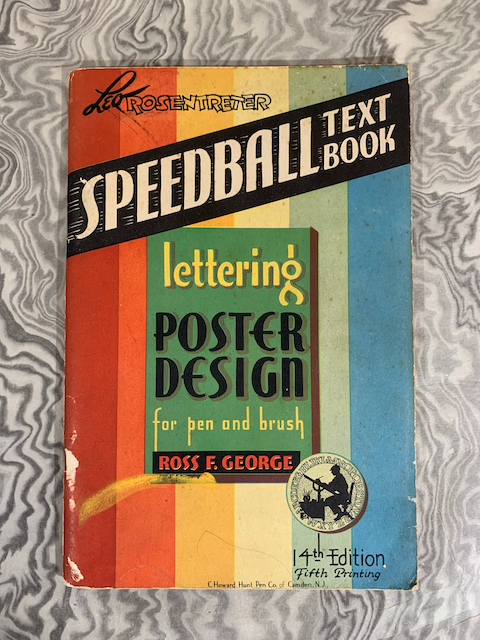 Leo ROSENTRETER
SPEEDBALL TEXT BOOK
lettering
POSTER
DESIGN
for pen and brush
ROSS F. GEORGE
14th Edition
Fifth Printing
C. Howard Hunt Pen Co. of Camden, N.J.